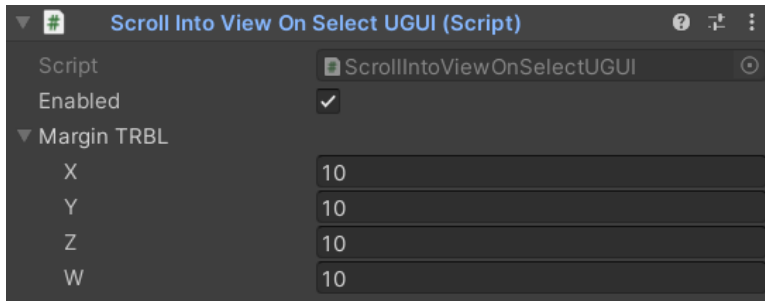 Scroll Into View On Select UGUI (Script)
Script ScrollIntoViewOnSelectUGUI
Enabled
Margin TRBL
X 10
Y 10
Z 10
W 10